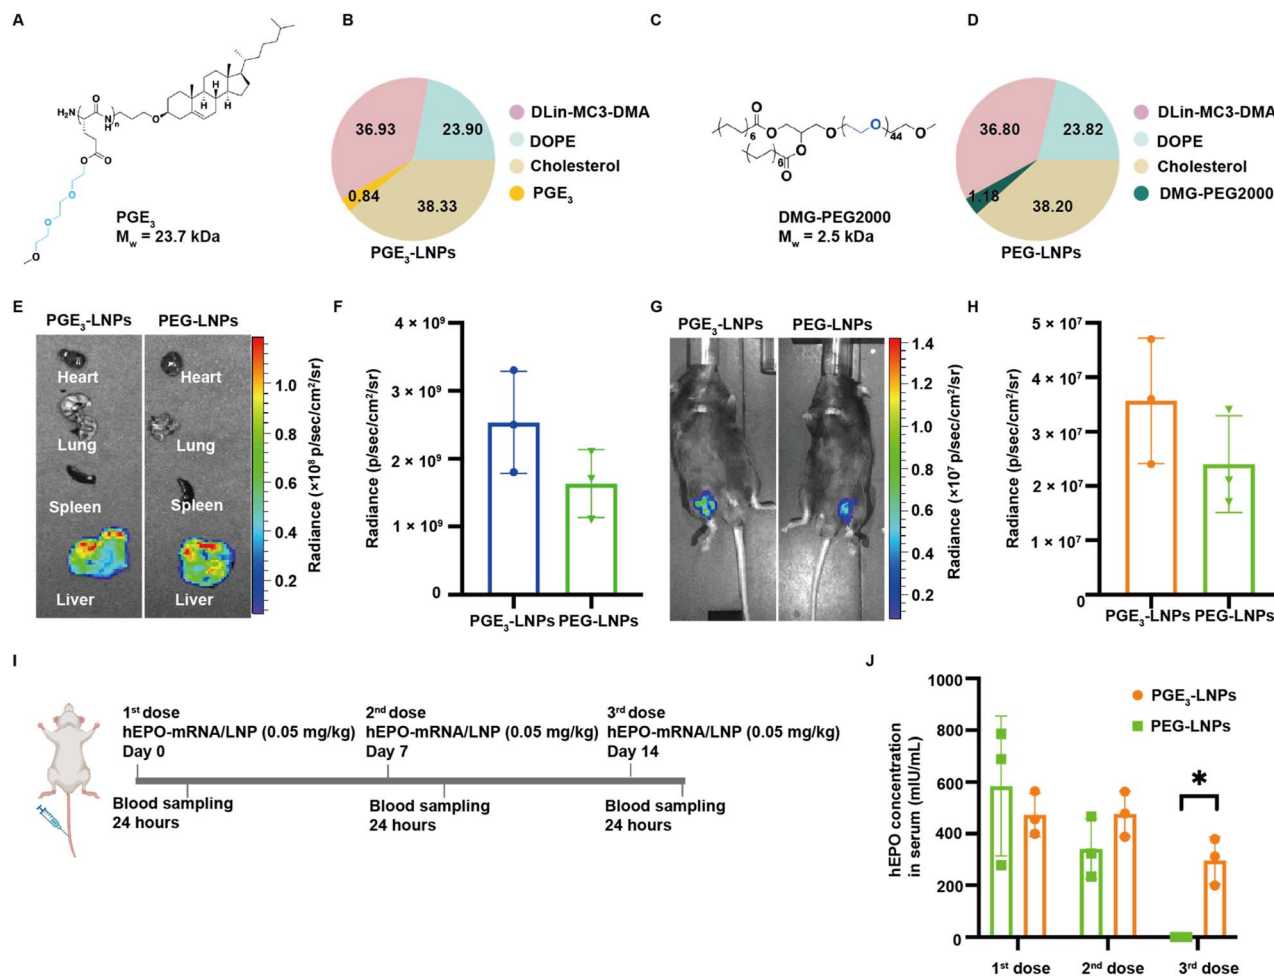 A
B
C
D
H₂N
O
N
H
n
O
H
H
H
O
O
O
O
O
O
PGE₃
Mw = 23.7 kDa
36.93
23.90
0.84
38.33
PGE₃-LNPs
DLin-MC3-DMA
DOPE
Cholesterol
PGE₃
6
O
O
O
O
44
O
6
O
O
DMG-PEG2000
Mw = 2.5 kDa
36.80
23.82
1.18
38.20
PEG-LNPs
DLin-MC3-DMA
DOPE
Cholesterol
DMG-PEG2000
E
PGE₃-LNPs
PEG-LNPs
Heart
Heart
Lung
Lung
Spleen
Spleen
Liver
Liver
1.0
0.8
0.6
0.4
0.2
Radiance (×10⁸ p/sec/cm²/sr)
F
Radiance (p/sec/cm²/sr)
4 × 10⁹
3 × 10⁹
2 × 10⁹
1 × 10⁹
0
PGE₃-LNPs PEG-LNPs
G
PGE₃-LNPs
PEG-LNPs
1.4
1.2
1.0
0.8
0.6
0.4
0.2
Radiance (×10⁷ p/sec/cm²/sr)
H
Radiance (p/sec/cm²/sr)
5 × 10⁷
4 × 10⁷
3 × 10⁷
2 × 10⁷
1 × 10⁷
0
PGE₃-LNPs PEG-LNPs
I
1st dose
hEPO-mRNA/LNP (0.05 mg/kg)
Day 0
2nd dose
hEPO-mRNA/LNP (0.05 mg/kg)
Day 7
3rd dose
hEPO-mRNA/LNP (0.05 mg/kg)
Day 14
Blood sampling
24 hours
Blood sampling
24 hours
Blood sampling
24 hours
J
hEPO concentration
in serum (mIU/mL)
1000
800
600
400
200
0
PGE₃-LNPs
PEG-LNPs
*
1st dose
2nd dose
3rd dose